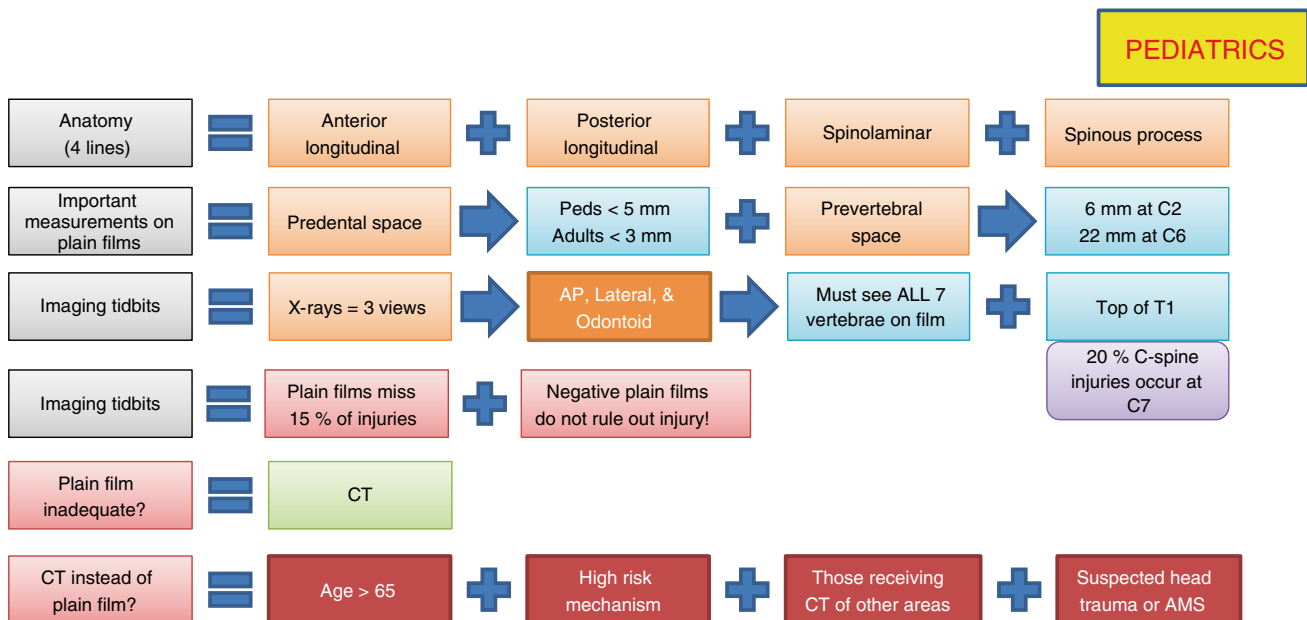 PEDIATRICS
Anatomy
(4 lines)
Anterior
longitudinal
Posterior
longitudinal
Spinolaminar
Spinous process
Important
measurements on
plain films
Predental space
Peds < 5 mm
Adults < 3 mm
Prevertebral
space
6 mm at C2
22 mm at C6
Imaging tidbits
X-rays = 3 views
AP, Lateral, &
Odontoid
Must see ALL 7
vertebrae on film
Top of T1
20 % C-spine
injuries occur at
C7
Imaging tidbits
Plain films miss
15 % of injuries
Negative plain films
do not rule out injury!
Plain film
inadequate?
CT
CT instead of
plain film?
Age > 65
High risk
mechanism
Those receiving
CT of other areas
Suspected head
trauma or AMS